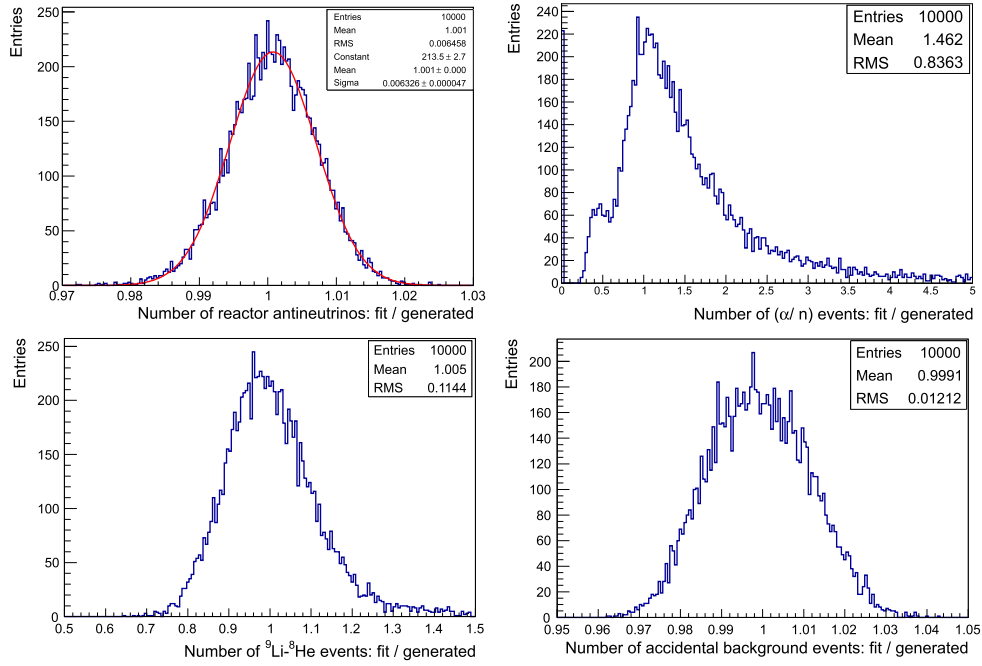 Entries
Entries 10000
Mean 1.001
RMS 0.006458
Constant 213.5 ± 2.7
Mean 1.001 ± 0.000
Sigma 0.006326 ± 0.000047
250
200
150
100
50
0
0.97 0.98 0.99 1 1.01 1.02 1.03
Number of reactor antineutrinos: fit / generated
Entries
Entries 10000
Mean 1.462
RMS 0.8363
240
220
200
180
160
140
120
100
80
60
40
20
0
0 0.5 1 1.5 2 2.5 3 3.5 4 4.5 5
Number of (α/ n) events: fit / generated
Entries
Entries 10000
Mean 1.005
RMS 0.1144
250
200
150
100
50
0
0.5 0.6 0.7 0.8 0.9 1 1.1 1.2 1.3 1.4 1.5
Number of ⁹Li-⁸He events: fit / generated
Entries
Entries 10000
Mean 0.9991
RMS 0.01212
200
180
160
140
120
100
80
60
40
20
0
0.95 0.96 0.97 0.98 0.99 1 1.01 1.02 1.03 1.04 1.05
Number of accidental background events: fit / generated